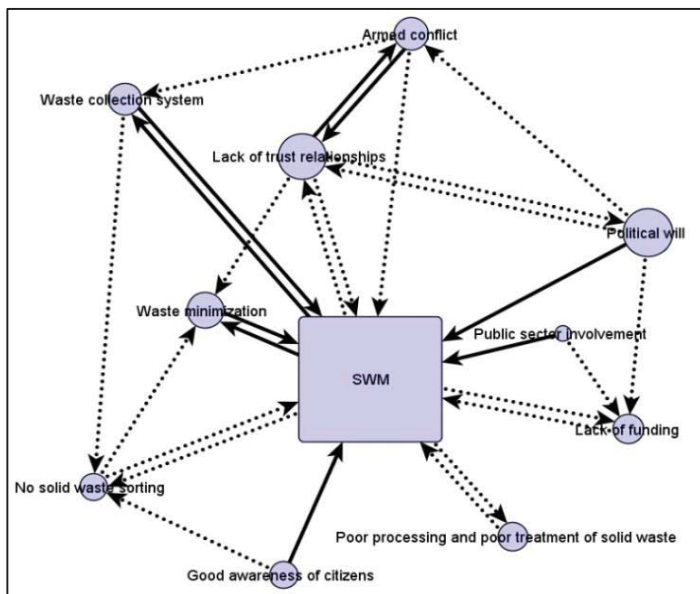 Armed conflict
Waste collection system
Lack of trust relationships
Political will
Waste minimization
Public sector involvement
SWM
Lack of funding
No solid waste sorting
Poor processing and poor treatment of solid waste
Good awareness of citizens